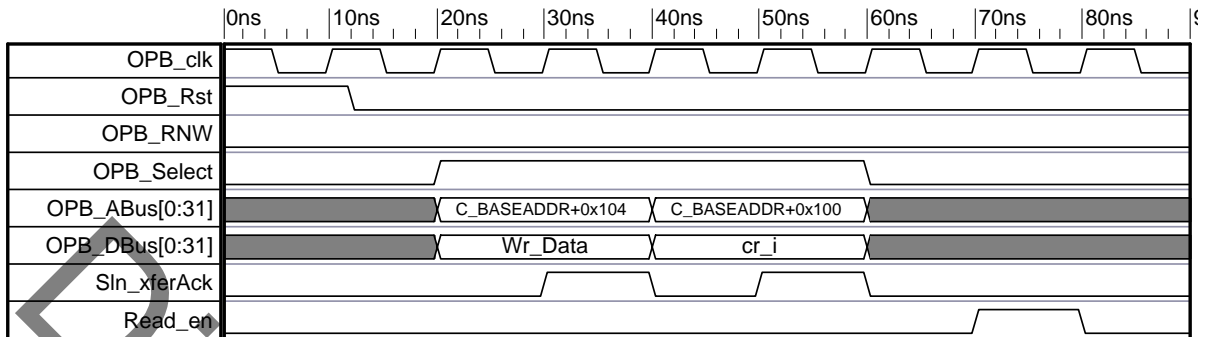 0ns 10ns 20ns 30ns 40ns 50ns 60ns 70ns 80ns
OPB_clk
OPB_Rst
OPB_RNW
OPB_Select
OPB_ABus[0:31] C_BASEADDR+0x104 C_BASEADDR+0x100
OPB_DBus[0:31] Wr_Data cr_i
Sln_xferAck
Read_en